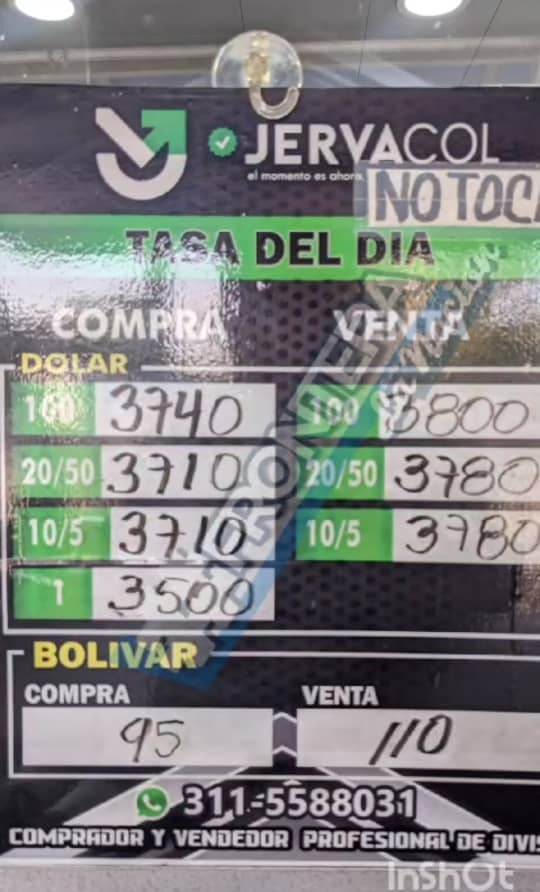 JERVACOL
el momento es ahora
NO TOC
TASA DEL DIA
COMPRA VENTA
DOLAR
100 3740 100 3800
20/50 3710 20/50 3780
10/5 3710 10/5 3780
1 3500
BOLIVAR
COMPRA VENTA
95 110
311-5588031
COMPRADOR Y VENDEDOR PROFESIONAL DE DIVIS
FRONTERA
InShOt